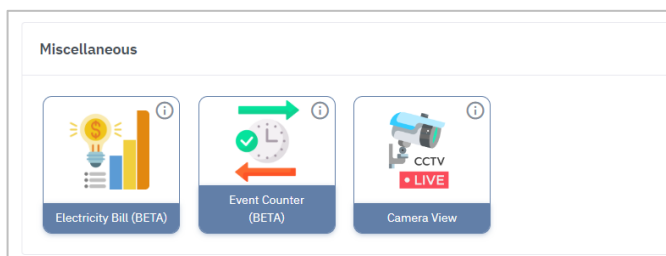 Miscellaneous
Electricity Bill (BETA)
Event Counter
(BETA)
CCTV
• LIVE
Camera View